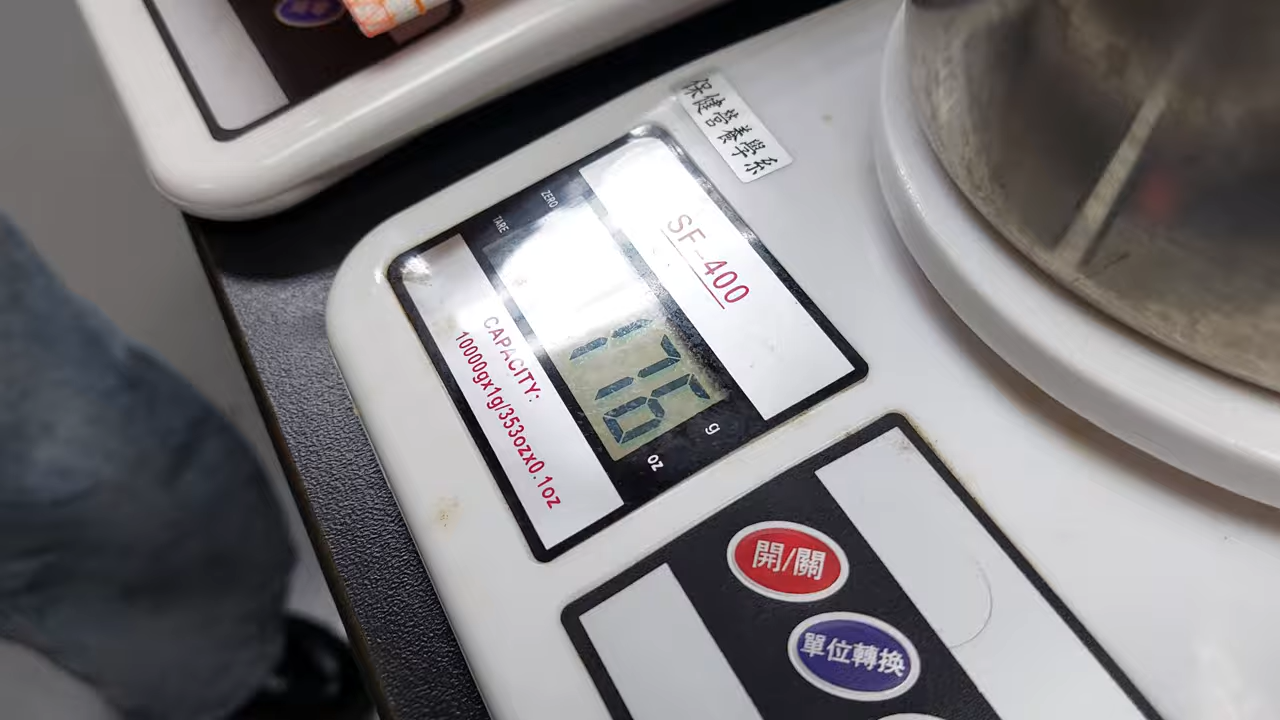 保健營養學系
SF-400
ZERO
TARE
176
g
oz
CAPACITY:
10000gx1g/353ozx0.1oz
開/關
單位轉換